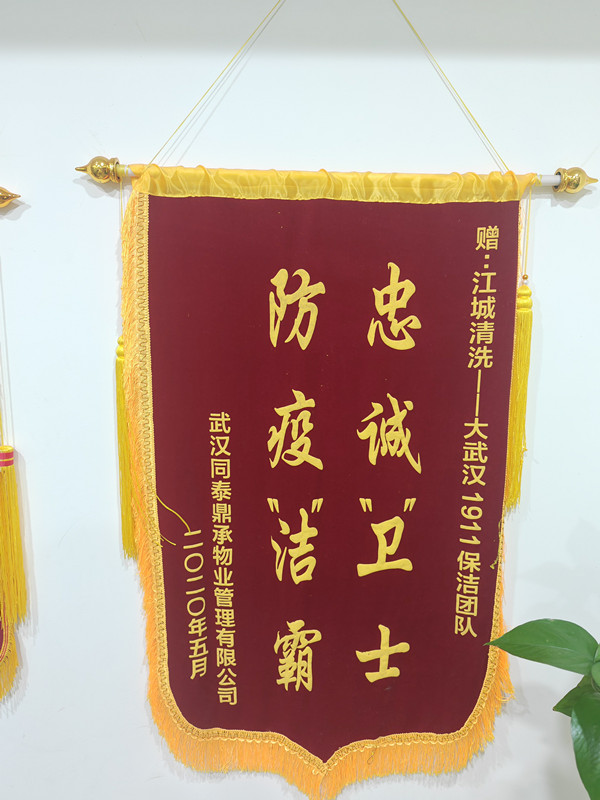 赠：江城清洗——大武汉1911保洁团队
忠诚"卫"士
防疫"洁"霸
武汉同泰鼎承物业管理有限公司
二〇二〇年五月